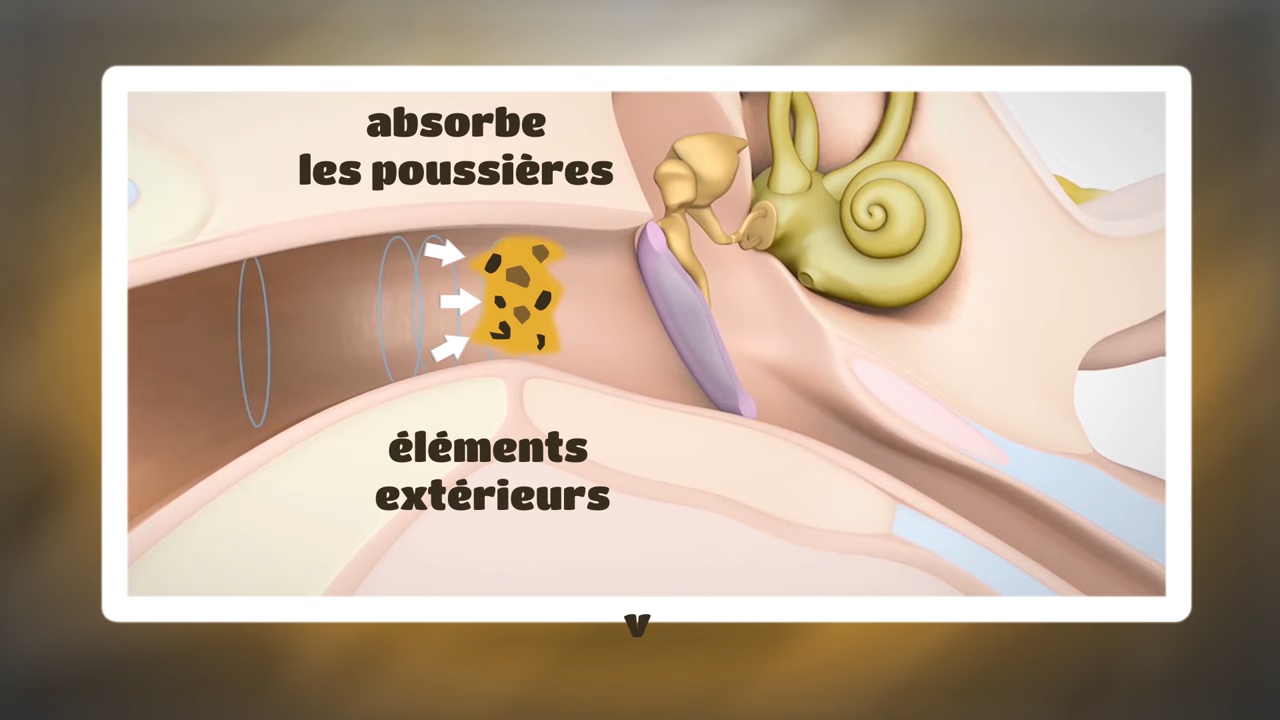 absorbe
les poussières
éléments
extérieurs
v